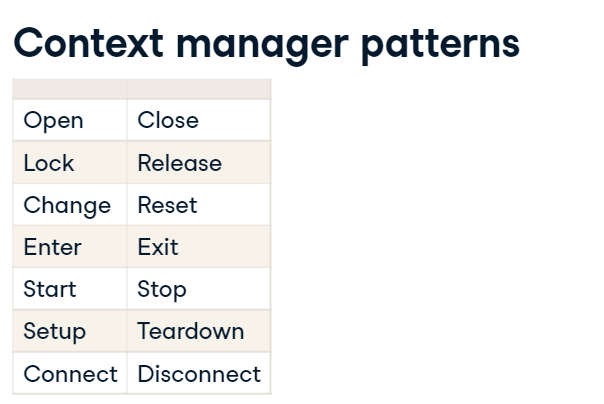 Context manager patterns
Open Close
Lock Release
Change Reset
Enter Exit
Start Stop
Setup Teardown
Connect Disconnect